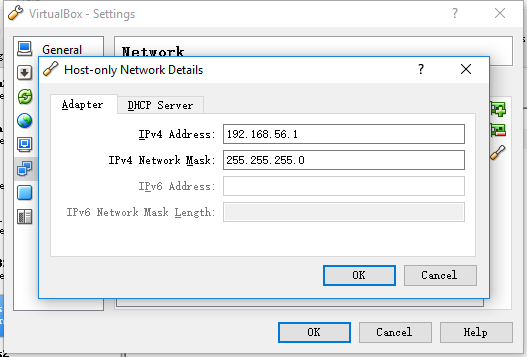 VirtualBox - Settings
General
Network
Host-only Network Details
Adapter
DHCP Server
IPv4 Address:
192.168.56.1
IPv4 Network Mask:
255.255.255.0
IPv6 Address:
IPv6 Network Mask Length:
OK
Cancel
OK
Cancel
Help